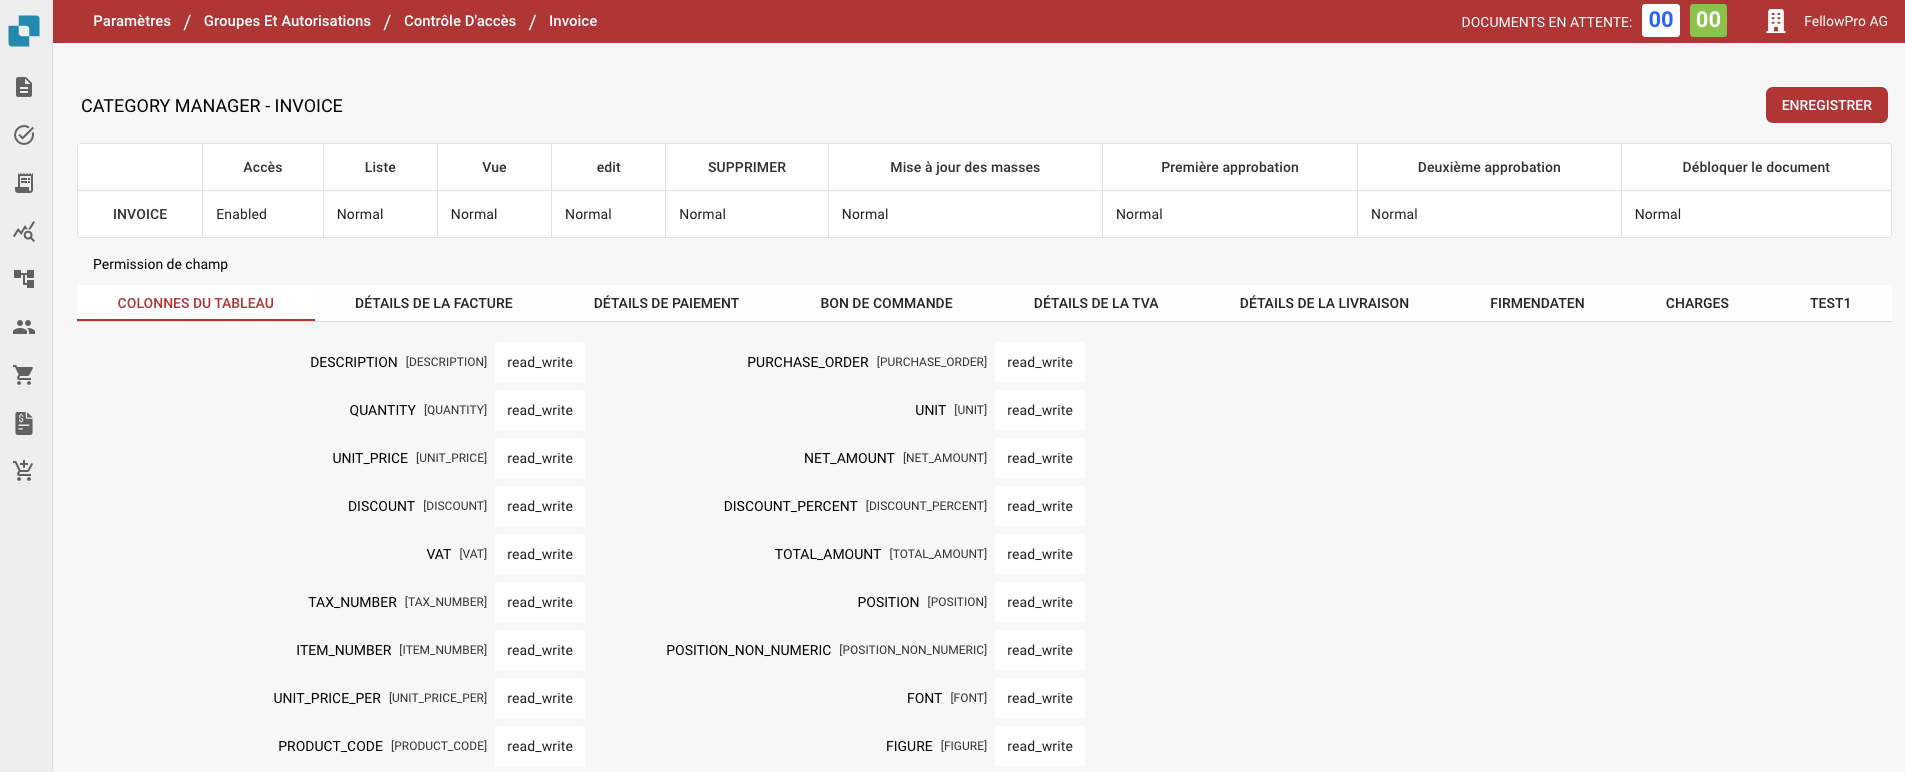 Paramètres / Groupes Et Autorisations / Contrôle D'accès / Invoice DOCUMENTS EN ATTENTE: 00 00 FellowPro AG
CATEGORY MANAGER - INVOICE ENREGISTRER
Accès Liste Vue edit SUPPRIMER Mise à jour des masses Première approbation Deuxième approbation Débloquer le document
INVOICE Enabled Normal Normal Normal Normal Normal Normal Normal Normal
Permission de champ
COLONNES DU TABLEAU DÉTAILS DE LA FACTURE DÉTAILS DE PAIEMENT BON DE COMMANDE DÉTAILS DE LA TVA DÉTAILS DE LA LIVRAISON FIRMENDATEN CHARGES TEST1
DESCRIPTION [DESCRIPTION] read_write PURCHASE_ORDER [PURCHASE_ORDER] read_write
QUANTITY [QUANTITY] read_write UNIT [UNIT] read_write
UNIT_PRICE [UNIT_PRICE] read_write NET_AMOUNT [NET_AMOUNT] read_write
DISCOUNT [DISCOUNT] read_write DISCOUNT_PERCENT [DISCOUNT_PERCENT] read_write
VAT [VAT] read_write TOTAL_AMOUNT [TOTAL_AMOUNT] read_write
TAX_NUMBER [TAX_NUMBER] read_write POSITION [POSITION] read_write
ITEM_NUMBER [ITEM_NUMBER] read_write POSITION_NON_NUMERIC [POSITION_NON_NUMERIC] read_write
UNIT_PRICE_PER [UNIT_PRICE_PER] read_write FONT [FONT] read_write
PRODUCT_CODE [PRODUCT_CODE] read_write FIGURE [FIGURE] read_write